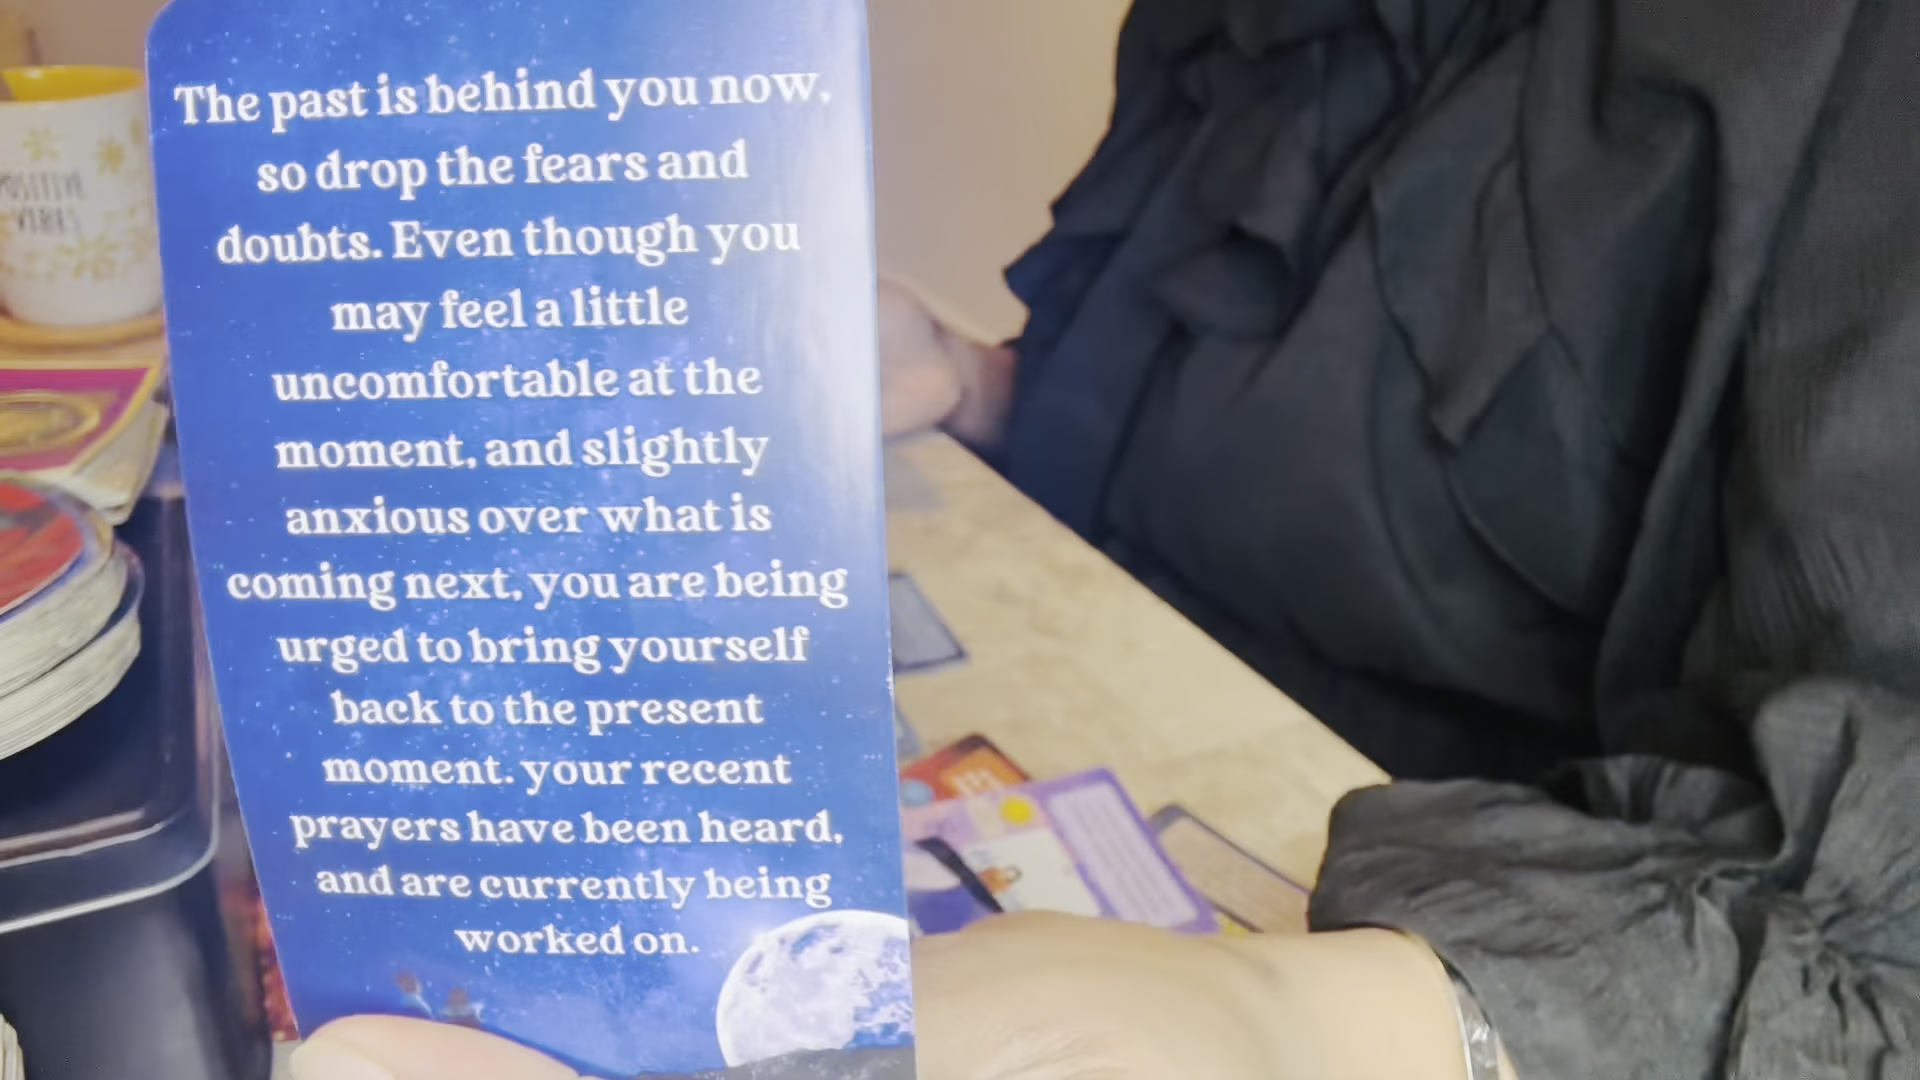 The past is behind you now,
so drop the fears and
doubts. Even though you
may feel a little
uncomfortable at the
moment, and slightly
anxious over what is
coming next, you are being
urged to bring yourself
back to the present
moment. your recent
prayers have been heard,
and are currently being
worked on.
POSITIVE
VIBES